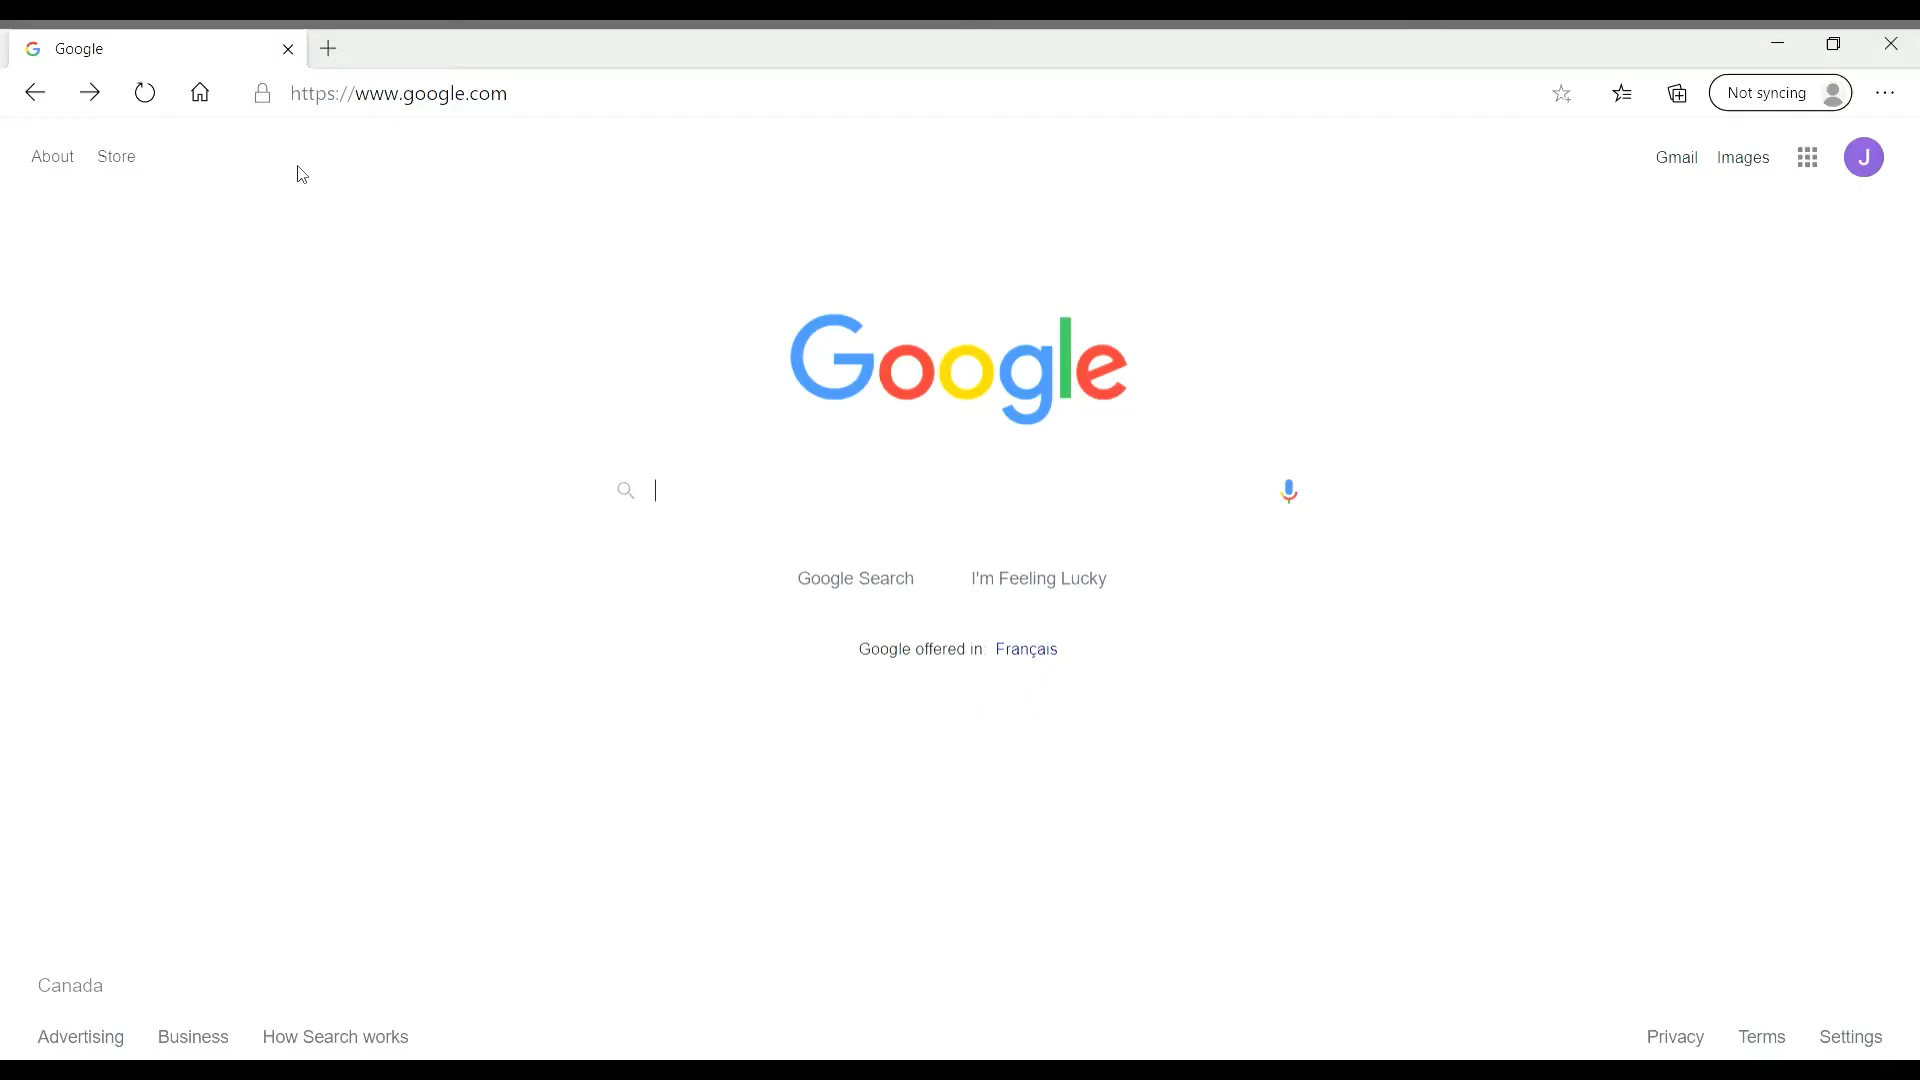 Google
https://www.google.com
Not syncing
About Store
Gmail Images
J
Google
Google Search I'm Feeling Lucky
Google offered in: Français
Canada
Advertising Business How Search works
Privacy Terms Settings